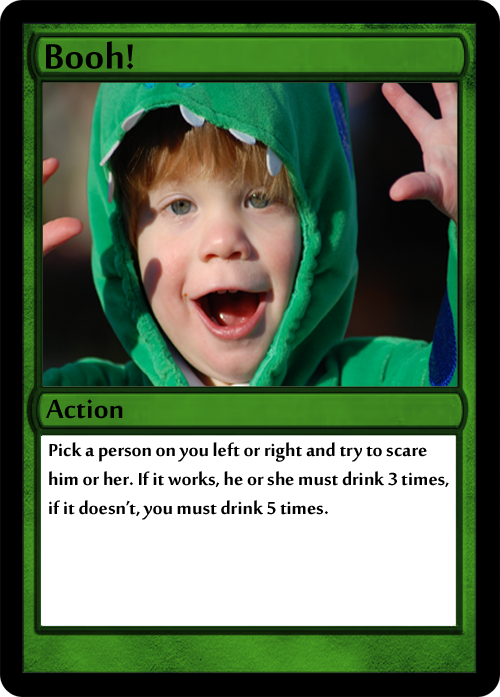 Booh!
Action
Pick a person on you left or right and try to scare
him or her. If it works, he or she must drink 3 times,
if it doesn't, you must drink 5 times.